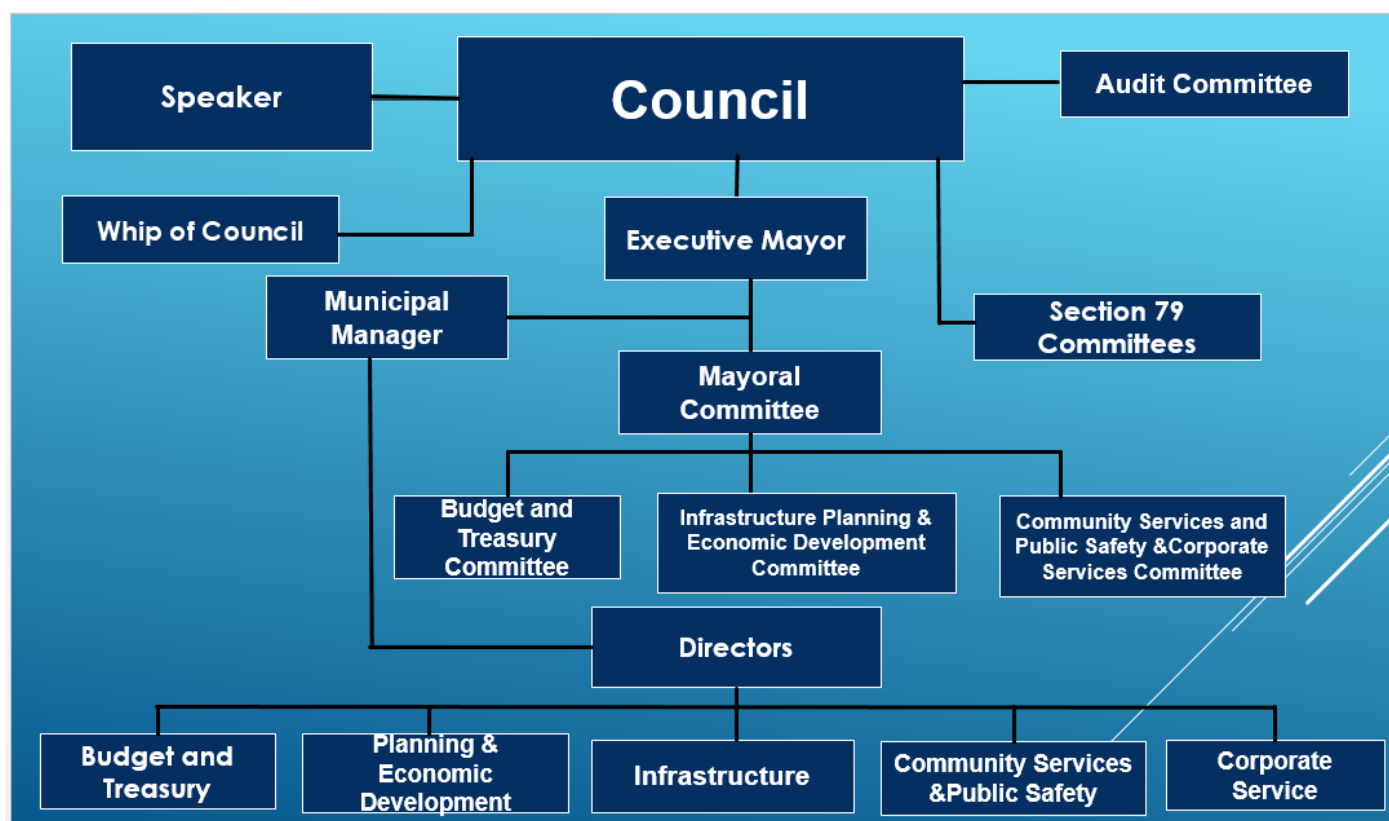 Speaker
Council
Audit Committee
Whip of Council
Executive Mayor
Municipal
Manager
Section 79
Committees
Mayoral
Committee
Budget and
Treasury
Committee
Infrastructure Planning &
Economic Development
Committee
Community Services and
Public Safety &Corporate
Services Committee
Directors
Budget and
Treasury
Planning &
Economic
Development
Infrastructure
Community Services
&Public Safety
Corporate
Service